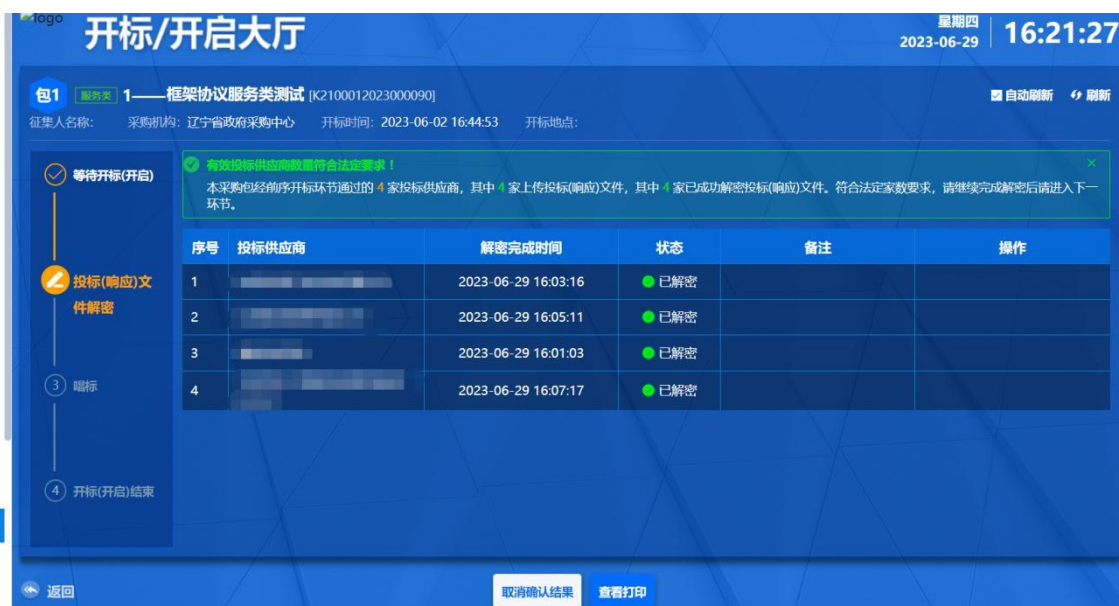 logo
开标/开启大厅
星期四
2023-06-29
16:21:27
包1 服务类 1——框架协议服务类测试 [K2100012023000090]
自动刷新 刷新
征集人名称: 采购机构: 辽宁省政府采购中心 开标时间: 2023-06-02 16:44:53 开标地点:
等待开标(开启)
投标(响应)文
件解密
3 唱标
4 开标(开启)结束
有效投标供应商数量符合法定要求！
本采购包经前序开标环节通过的 4 家投标供应商，其中 4 家上传投标(响应)文件，其中 4 家已成功解密投标(响应)文件。符合法定家数要求，请继续完成解密后请进入下一
环节。
序号 投标供应商 解密完成时间 状态 备注 操作
1 2023-06-29 16:03:16 已解密
2 2023-06-29 16:05:11 已解密
3 2023-06-29 16:01:03 已解密
4 2023-06-29 16:07:17 已解密
返回
取消确认结果 查看打印